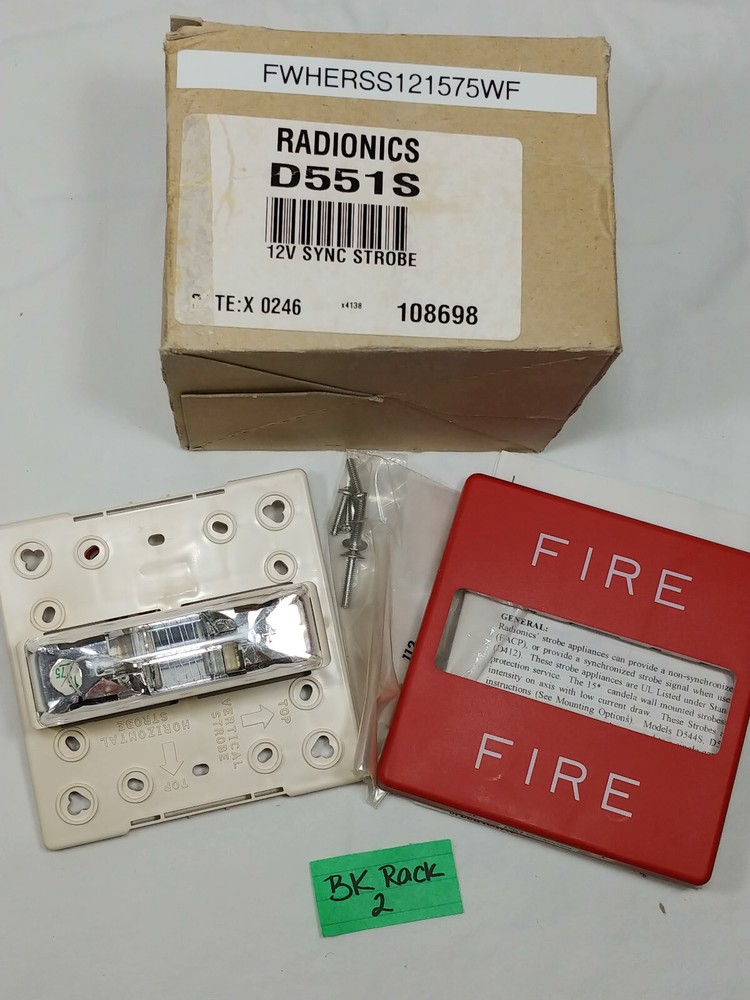 FWHERSS121575WF
RADIONICS
D551S
12V SYNC STROBE
TE:X 0246
108698
FIRE
GENERAL:
Radionics' strobe appliances can provide a non-synchronize
(FACP), or provide a synchronized strobe signal when use
(D412). These strobe appliances are UL Listed under Stan
protection service. The 15* candela wall mounted strobes
intensity on axis with low current draw. These Strobes
instructions (See Mounting Options). Models D544S, D5
FIRE
HORIZONTAL
STROBE
VERTICAL
STROBE
TOP
TOP
BK Rack
2